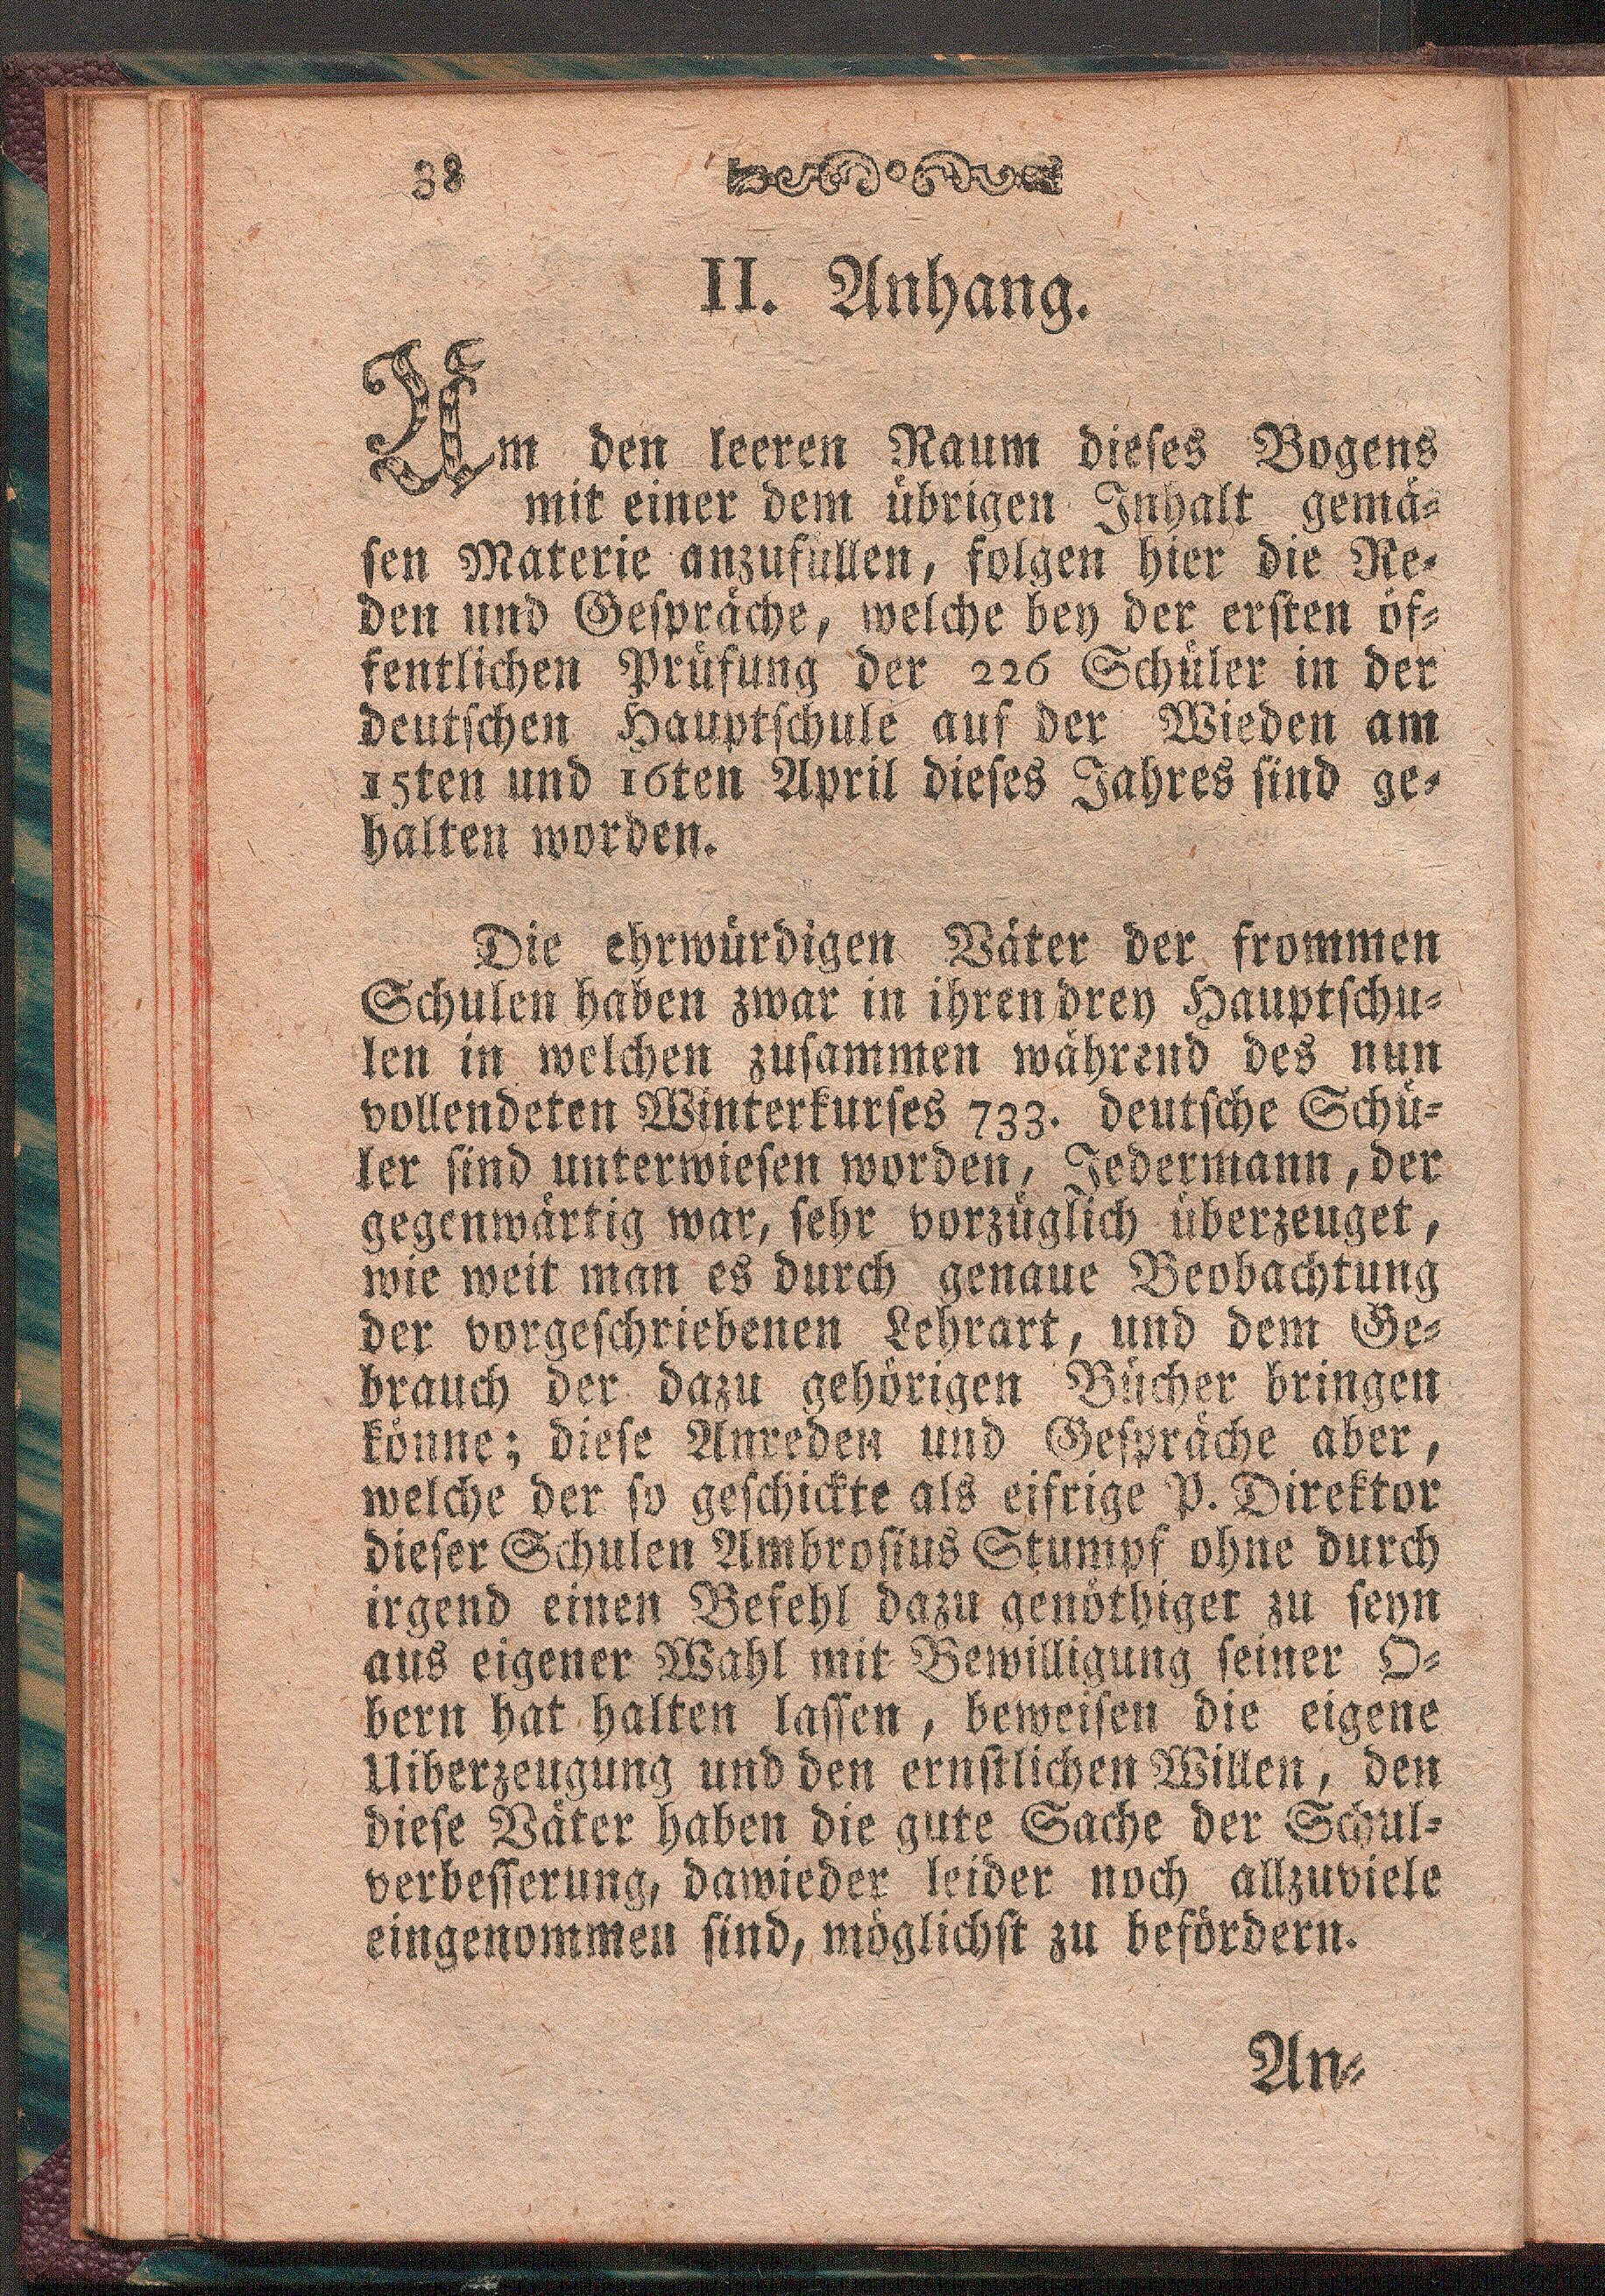 38
II. Anhang.
Um den leeren Raum dieses Bogens
mit einer dem übrigen Inhalt gemä-
sen Materie anzufüllen, folgen hier die Re-
den und Gespräche, welche bey der ersten öf-
fentlichen Prüfung der 226 Schüler in der
deutschen Hauptschule auf der Wieden am
15ten und 16ten April dieses Jahres sind ge-
halten worden.
Die ehrwürdigen Väter der frommen
Schulen haben zwar in ihren drey Hauptschu-
len in welchen zusammen während des nun
vollendeten Winterkurses 733. deutsche Schü-
ler sind unterwiesen worden, Jedermann, der
gegenwärtig war, sehr vorzüglich überzeuget,
wie weit man es durch genaue Beobachtung
der vorgeschriebenen Lehrart, und dem Ge-
brauch der dazu gehörigen Bücher bringen
könne; diese Anreden und Gespräche aber,
welche der so geschickte als eifrige P. Direktor
dieser Schulen Ambrosius Stumpf ohne durch
irgend einen Befehl dazu genöthiget zu seyn
aus eigener Wahl mit Bewilligung seiner O-
bern hat halten lassen, beweisen die eigene
Uiberzeugung und den ernstlichen Willen, den
diese Väter haben die gute Sache der Schul-
verbesserung, dawieder leider noch allzuviele
eingenommen sind, möglichst zu befördern.
An-